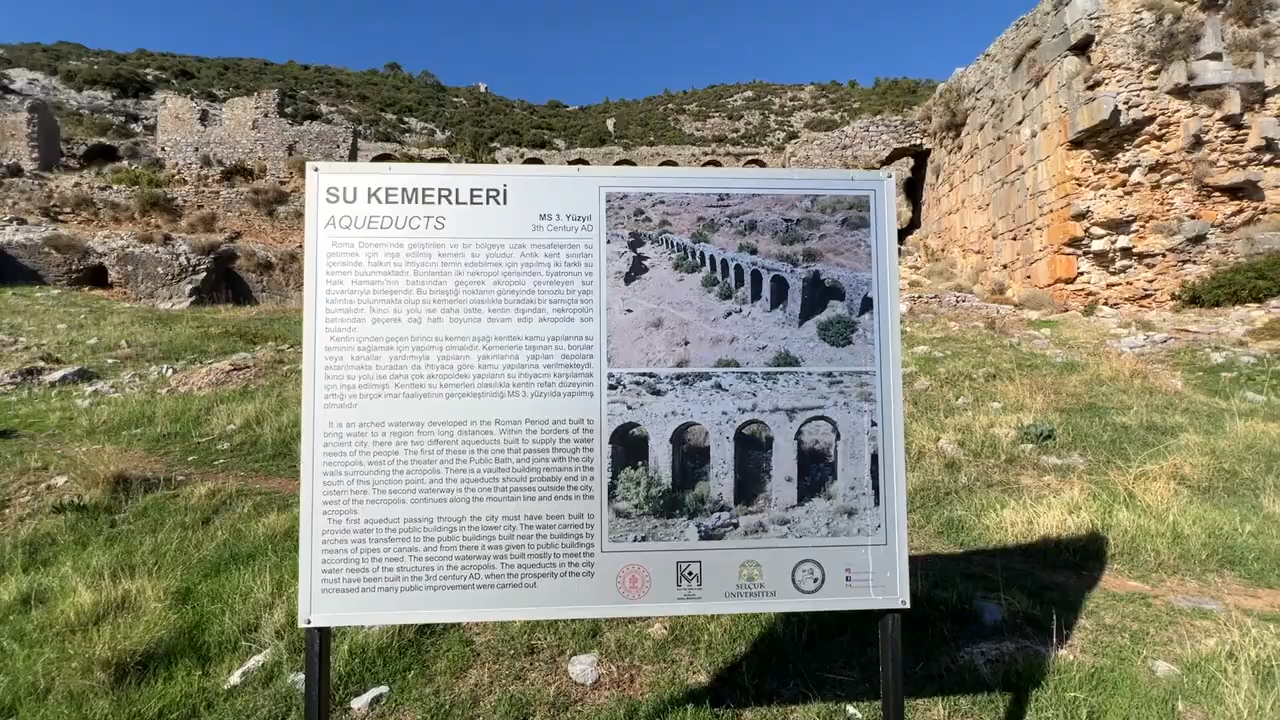 SU KEMERLERİ
AQUEDUCTS
MS 3. Yüzyıl
3th Century AD
Roma Dönemi'nde geliştirilen ve bir bölgeye uzak mesafelerden su
getirmek için inşa edilmiş kemerli su yoludur. Antik kent sınırları
içerisinde, halkın su ihtiyacını temin edebilmek için yapılmış iki farklı su
kemeri bulunmaktadır. Bunlardan ilki nekropol içerisinden, tiyatronun ve
Halk Hamamı'nın batısından geçerek akropolü çevreleyen sur
duvarlarıyla birleşendir. Bu birleştiği noktanın güneyinde tonozlu bir yapı
kalıntısı bulunmakta olup su kemerleri olasılıkla buradaki bir sarnıçta son
bulmalıdır. İkinci su yolu ise daha üstte, kentin dışından, nekropolün
batısından geçerek dağ hattı boyunca devam edip akropolde son
bulandır.
Kentin içinden geçen birinci su kemeri aşağı kentteki kamu yapılarına su
teminini sağlamak için yapılmış olmalıdır. Kemerlerle taşınan su, borular
veya kanallar yardımıyla yapıların yakınlarına yapılan depolara
aktarılmakta buradan da ihtiyaca göre kamu yapılarına verilmekteydi.
İkinci su yolu ise daha çok akropoldeki yapıların su ihtiyacını karşılamak
için inşa edilmişti. Kentteki su kemerleri olasılıkla kentin refah düzeyinin
arttığı ve birçok imar faaliyetinin gerçekleştirildiği MS 3. yüzyılda yapılmış
olmalıdır
It is an arched waterway developed in the Roman Period and built to
bring water to a region from long distances. Within the borders of the
ancient city, there are two different aqueducts built to supply the water
needs of the people. The first of these is the one that passes through the
necropolis, west of the theater and the Public Bath, and joins with the city
walls surrounding the acropolis. There is a vaulted building remains in the
south of this junction point, and the aqueducts should probably end in a
cistern here. The second waterway is the one that passes outside the city,
west of the necropolis, continues along the mountain line and ends in the
acropolis.
The first aqueduct passing through the city must have been built to
provide water to the public buildings in the lower city. The water carried by
arches was transferred to the public buildings built near the buildings by
means of pipes or canals, and from there it was given to public buildings
according to the need. The second waterway was built mostly to meet the
water needs of the structures in the acropolis. The aqueducts in the city
must have been built in the 3rd century AD, when the prosperity of the city
increased and many public improvement were carried out.
SELÇUK
ÜNİVERSİTESİ